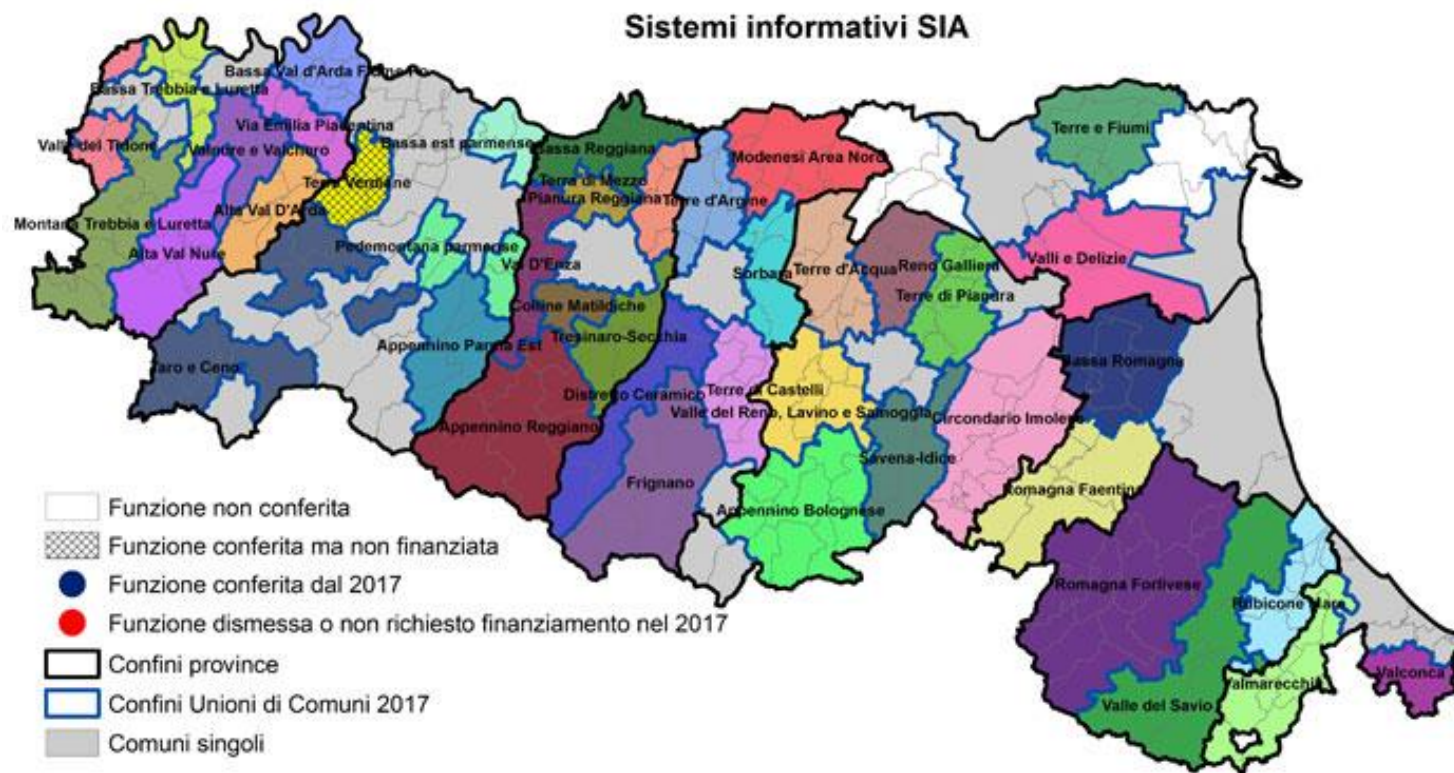 Sistemi informativi SIA
Bassa Val d'Arda
Bassa Trebbia e Luretta
Via Emilia Piacentina
Terre e Fiumi
Valle del Tidone
Valnure e Valchero
Bassa est parmense
Bassa Reggiana
Modenesi Area Nord
Terre Verdiane
Terra di Mezzo
Pianura Reggiana
Terre d'Argine
Alta Val D'Arda
Montana Trebbia e Luretta
Alta Val Nure
Pedemontana parmense
Val D'Enza
Sorbara
Terre d'Acqua
Reno Galliera
Valli e Delizie
Terre di Pianura
Colline Matildiche
Tresinaro-Secchia
Appennino Parma Est
Taro e Ceno
Bassa Romagna
Distretto Ceramico
Terre di Castelli
Valle del Reno, Lavino e Samoggia
Circondario Imolese
Appennino Reggiano
Savena-Idice
Frignano
Romagna Faentina
Appennino Bolognese
Romagna Forlivese
Rubicone Mare
Valconca
Valmarecchia
Valle del Savio
Funzione non conferita
Funzione conferita ma non finanziata
Funzione conferita dal 2017
Funzione dismessa o non richiesto finanziamento nel 2017
Confini province
Confini Unioni di Comuni 2017
Comuni singoli